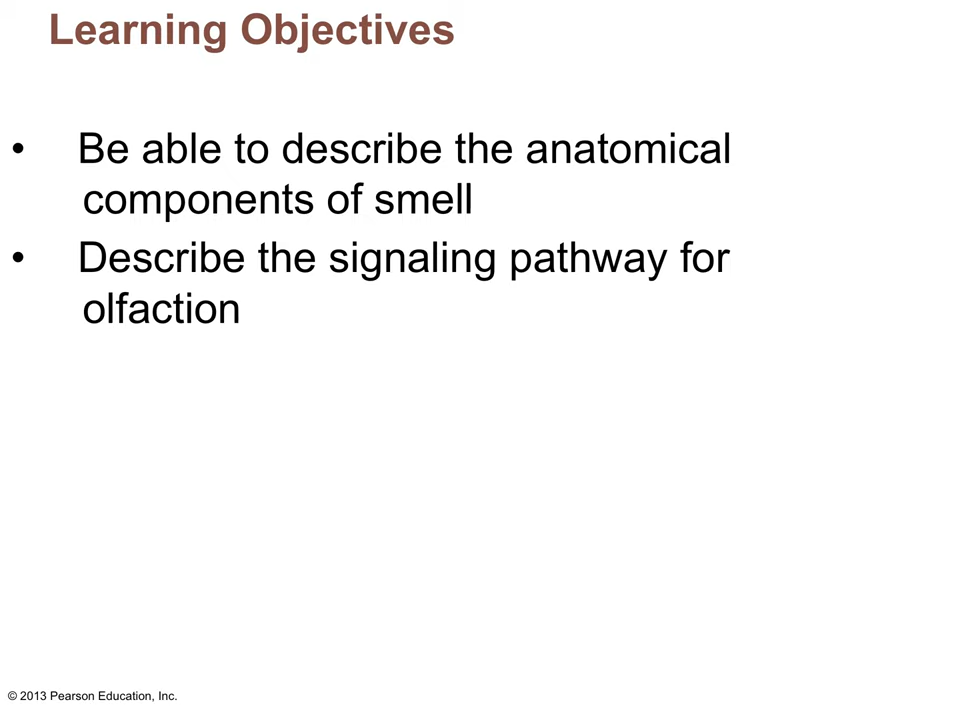 Learning Objectives
• Be able to describe the anatomical
components of smell
• Describe the signaling pathway for
olfaction
© 2013 Pearson Education, Inc.